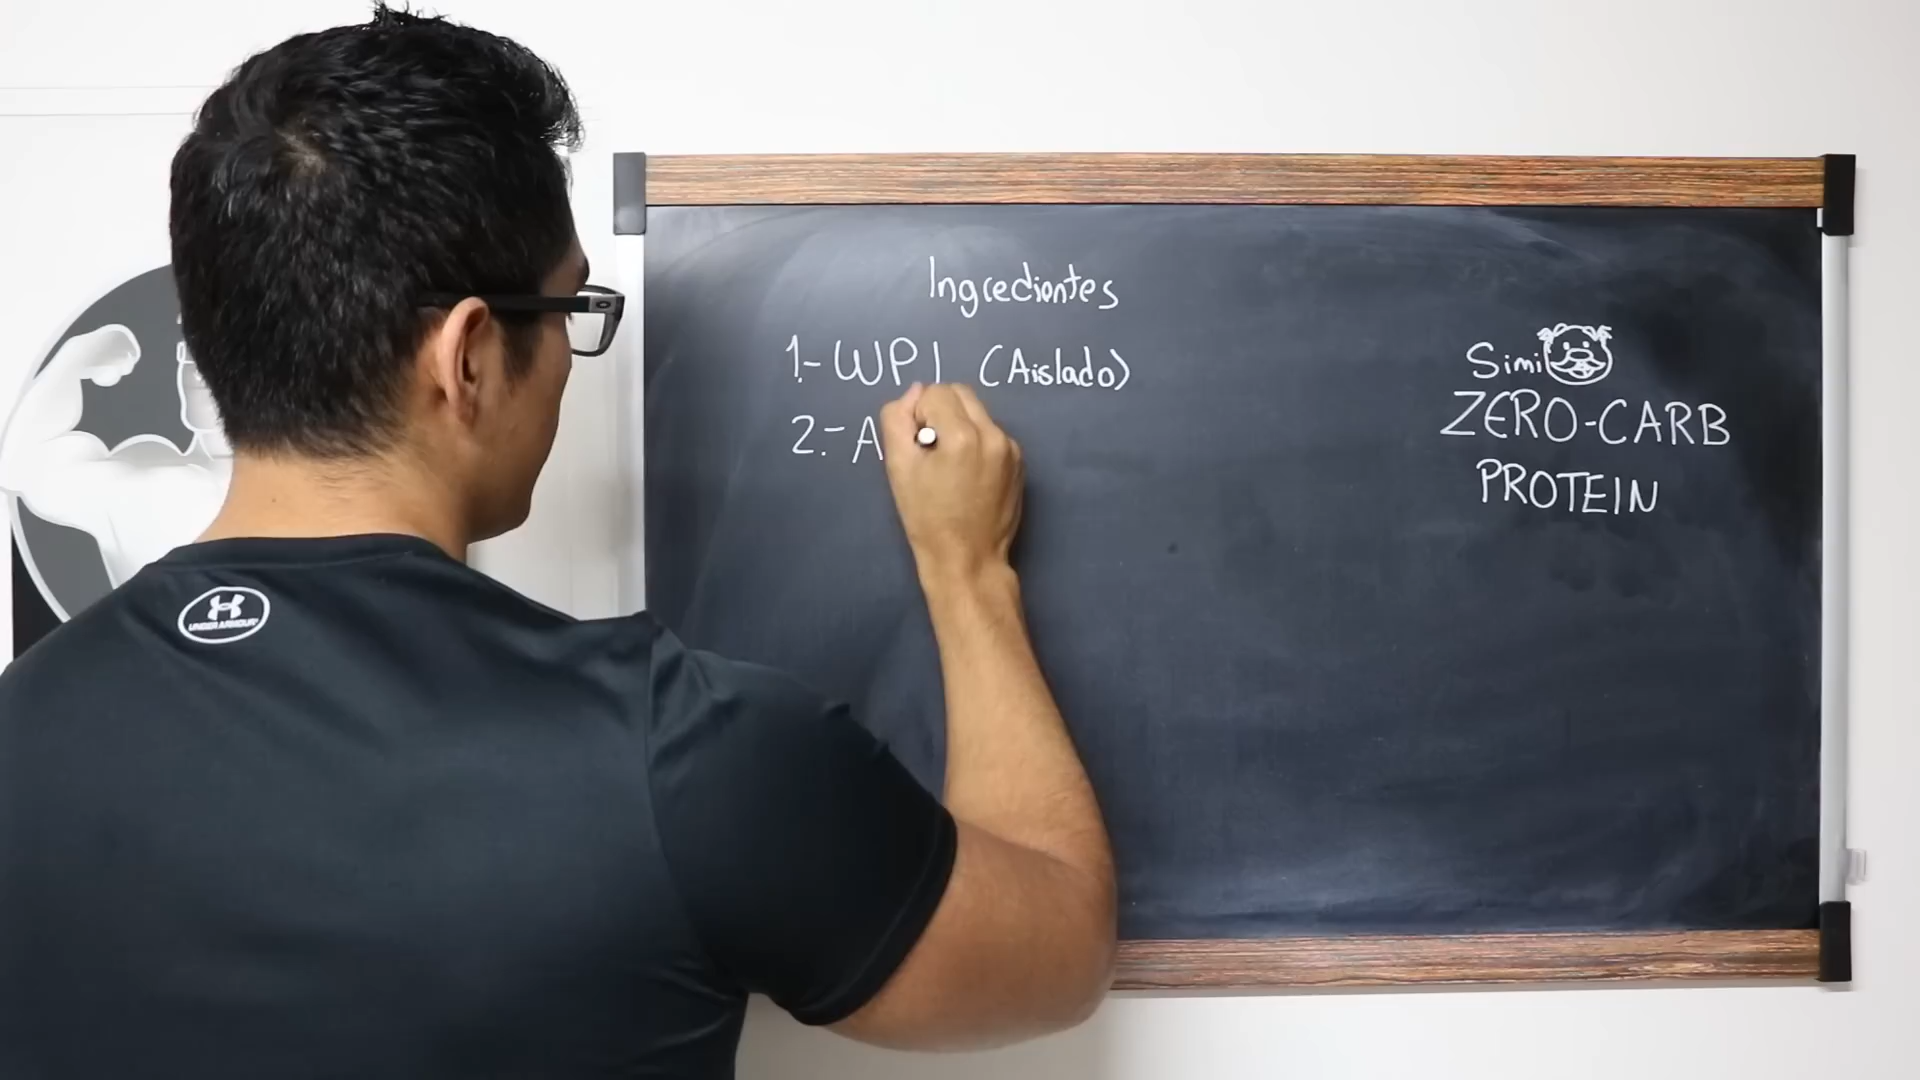 Ingredientes
1.- WPI (Aislado)
2.- A
Simi
ZERO-CARB
PROTEIN
UNDER ARMOUR